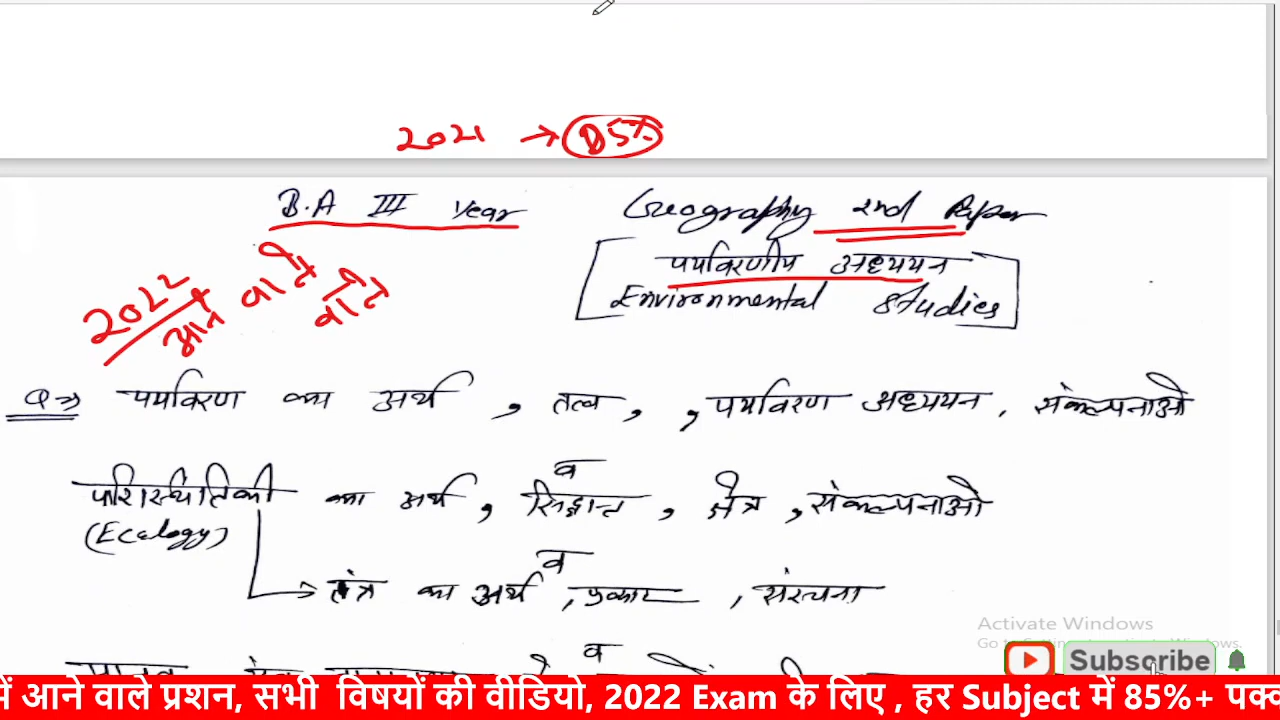 2021 → 85%
B.A III Year Geography 2nd Paper
पर्यावरणीय अध्ययन
Environmental Studies
2022
आने वाले
वाले
Q→ पर्यावरण का अर्थ, तत्व, , पर्यावरण अध्ययन, संकल्पनाओ
व
पारिस्थितिकी का अर्थ, सिद्धान्त, क्षेत्र, संकल्पनाओ
(Ecology)
व
→ तंत्र का अर्थ, प्रकार, संरचना
व
Activate Windows
Subscribe
में आने वाले प्रशन, सभी विषयों की वीडियो, 2022 Exam के लिए , हर Subject में 85%+ पक्